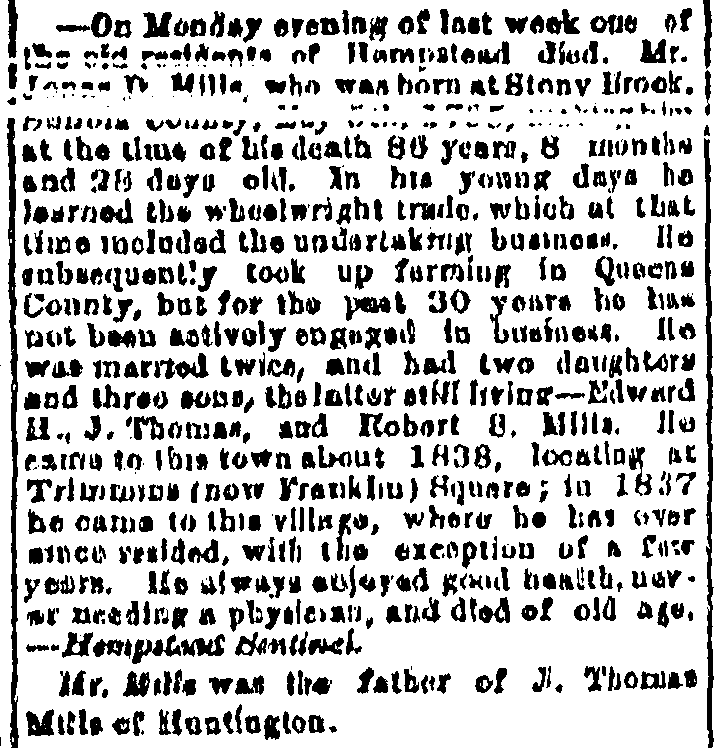 —On Monday evening of last week one of
the old residents of Hempstead died. Mr.
Jonas D. Mills, who was born at Stony Brook,
Suffolk County, May
at the time of his death 86 years, 8 months
and 28 days old. In his young days he
learned the wheelwright trade, which at that
time included the undertaking business. He
subsequently took up farming in Queens
County, but for the past 30 years he has
not been actively engaged in business. He
was married twice, and had two daughters
and three sons, the latter still living—Edward
H., J. Thomas, and Robert S. Mills. He
came to this town about 1838, locating at
Trimmins (now Franklin) Square; in 1837
he came to this village, where he has ever
since resided, with the exception of a few
years. He always enjoyed good health, nev-
er needing a physician, and died of old age.
—Hempstead Sentinel.
Mr. Mills was the father of J. Thomas
Mills of Huntington.